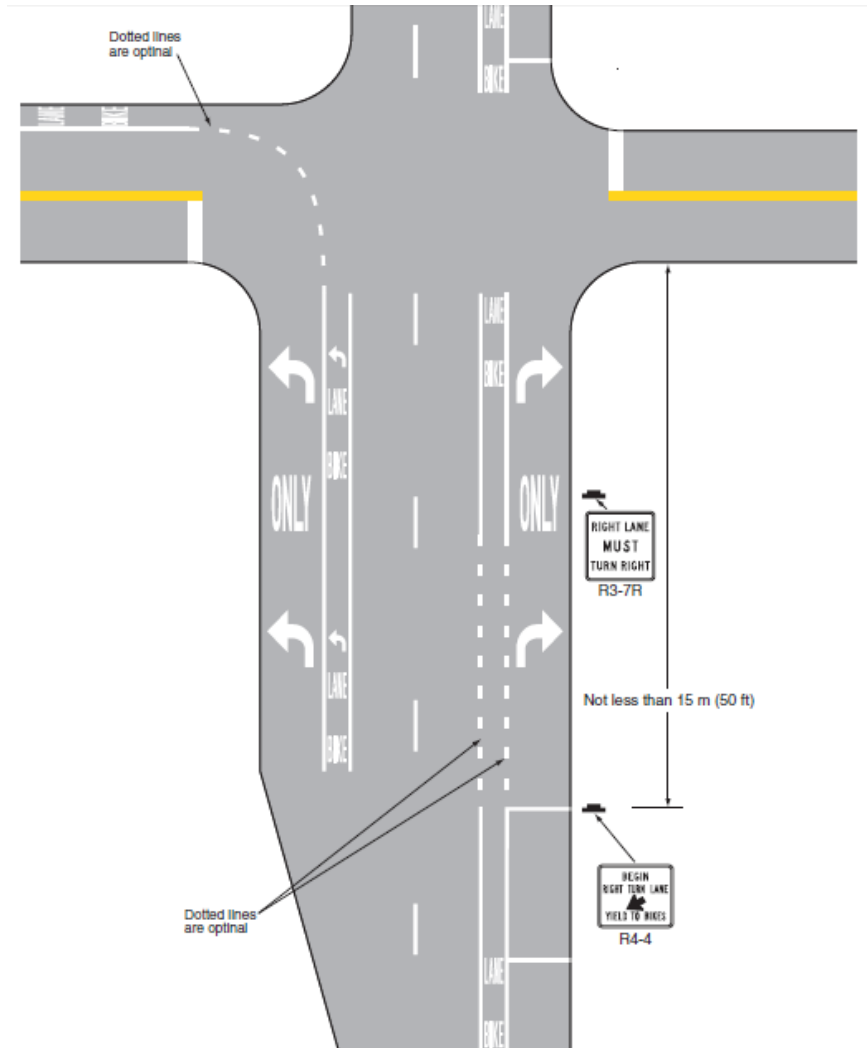 LANE
BIKE
Dotted lines
are optinal
LANE
BIKE
LANE
BIKE
LANE
BIKE
ONLY
ONLY
LANE
BIKE
RIGHT LANE
MUST
TURN RIGHT
R3-7R
Not less than 15 m (50 ft)
BEGIN
RIGHT TURN LANE
YIELD TO BIKES
R4-4
Dotted lines
are optinal
LANE
BIKE